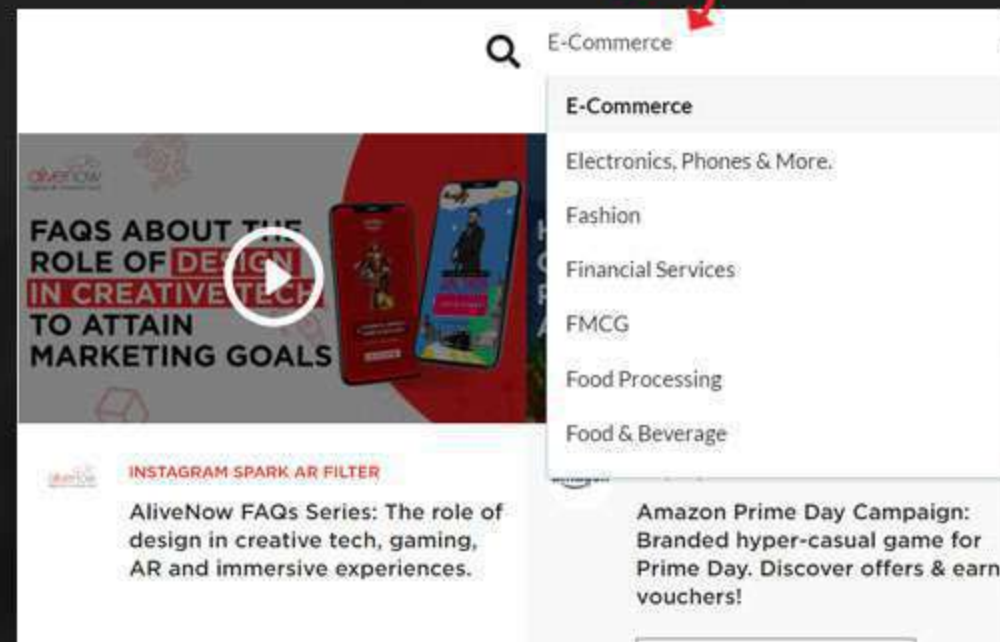 E-Commerce
E-Commerce
Electronics, Phones & More.
Fashion
Financial Services
FMCG
Food Processing
Food & Beverage
alivenow
FAQS ABOUT THE
ROLE OF DESIGN
IN CREATIVE TECH
TO ATTAIN
MARKETING GOALS
alivenow
INSTAGRAM SPARK AR FILTER
AliveNow FAQs Series: The role of
design in creative tech, gaming,
AR and immersive experiences.
amazon
Amazon Prime Day Campaign:
Branded hyper-casual game for
Prime Day. Discover offers & earn
vouchers!